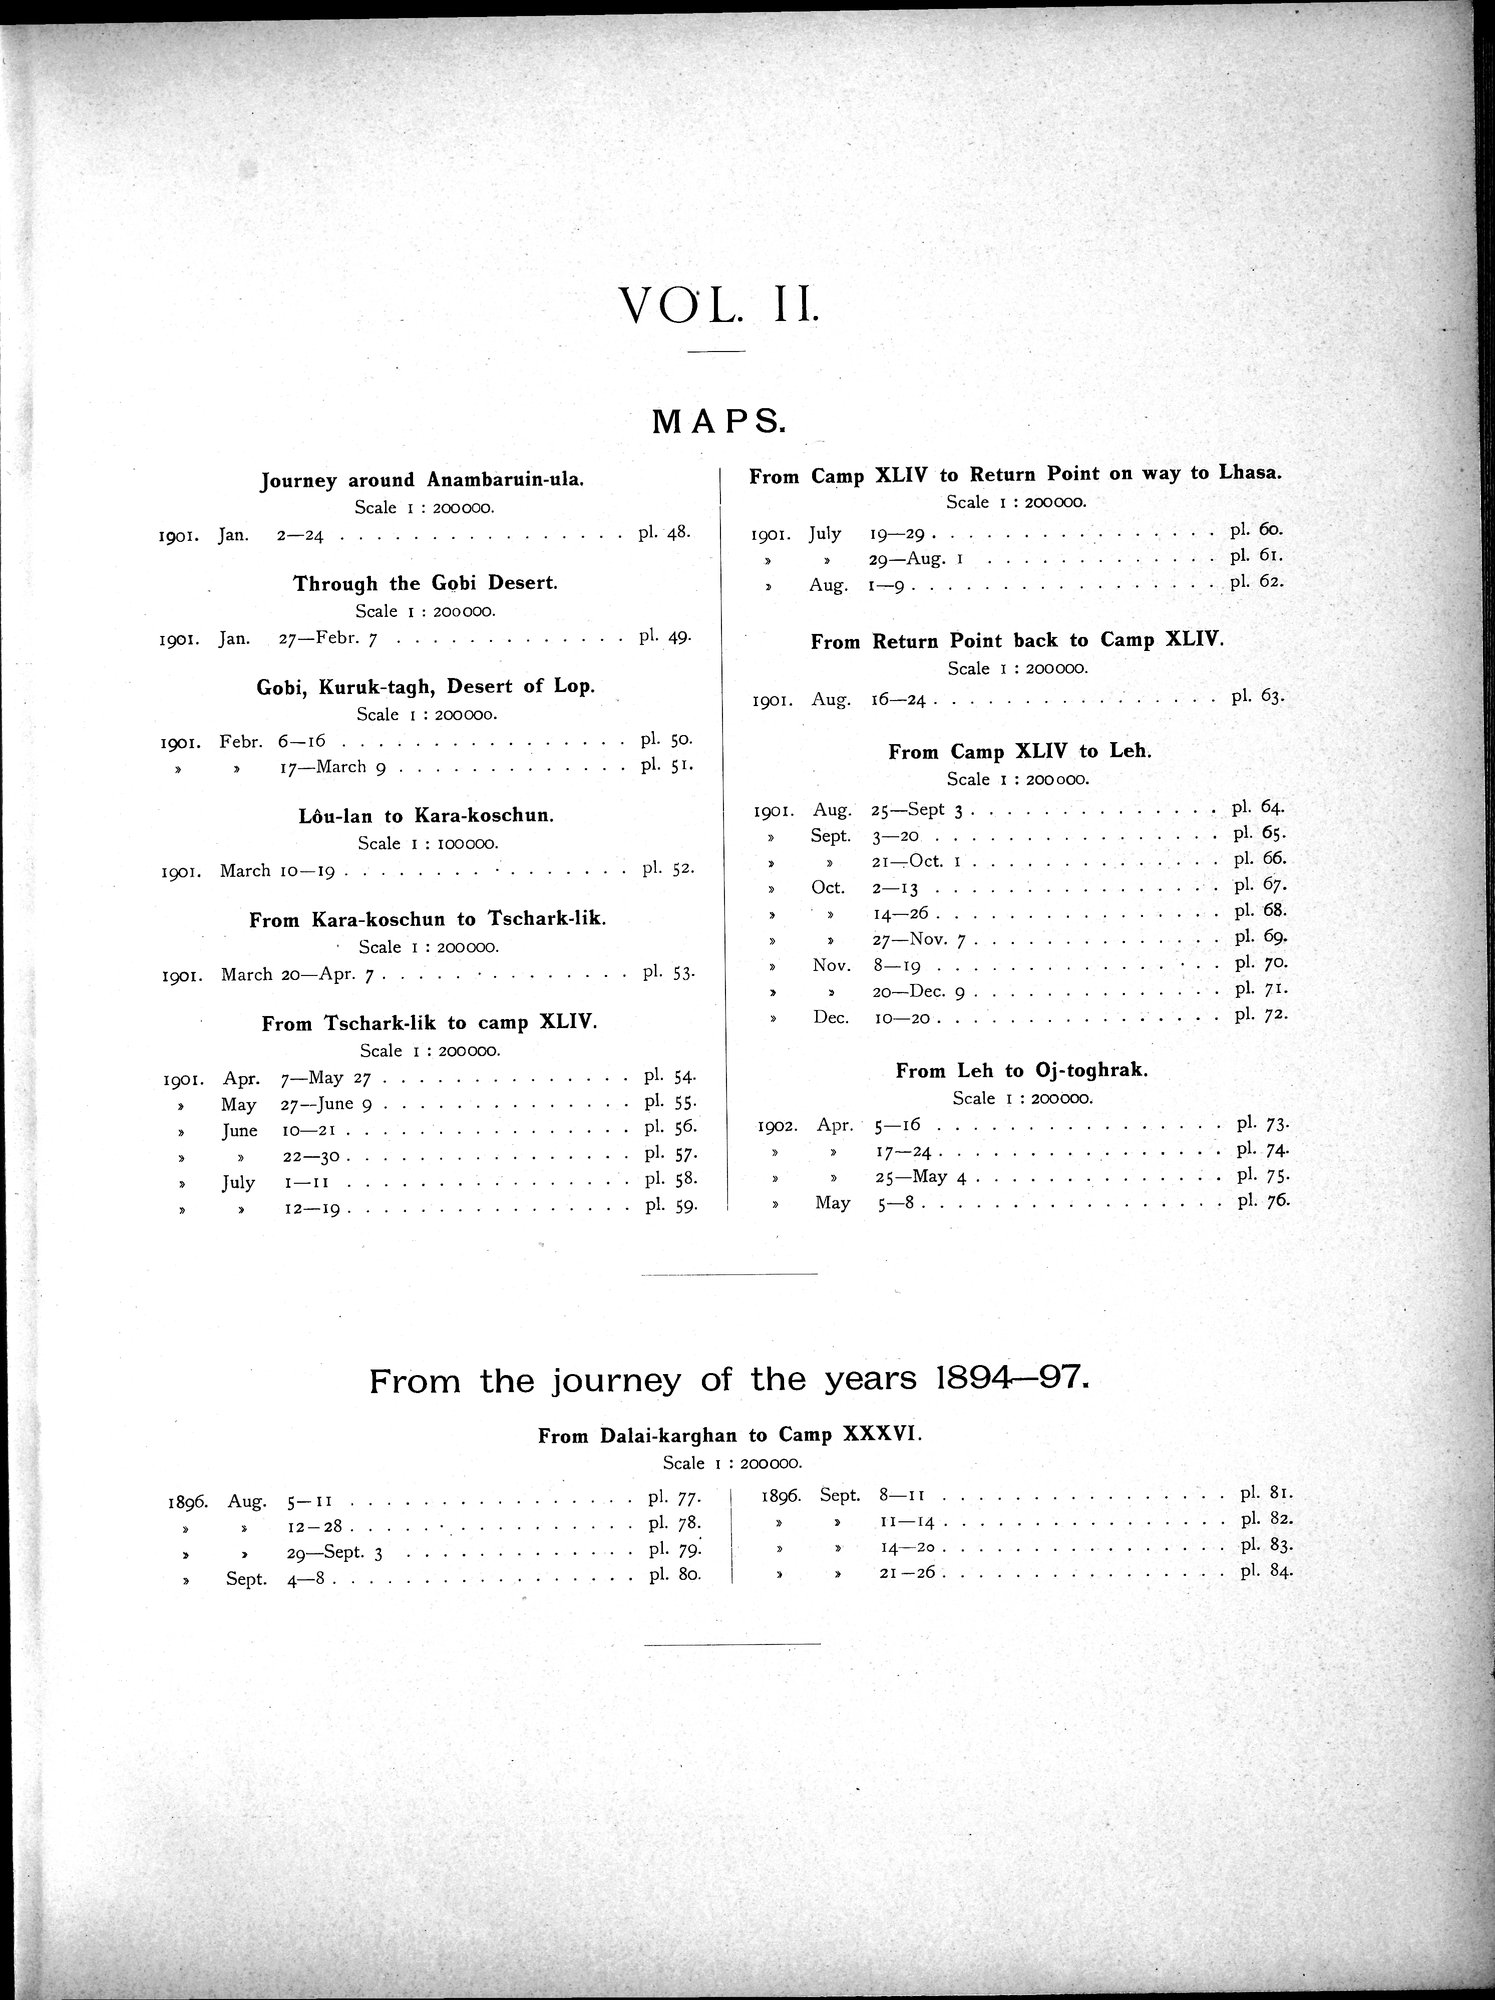 VOL. II.
MAPS.
Journey around Anambaruin-ula.
Scale 1 : 200000.
1901. Jan. 2—24 . . . . . . . . . . . . . . . . pl. 48.
Through the Gobi Desert.
Scale 1 : 200000.
1901. Jan. 27—Febr. 7 . . . . . . . . . . . . . pl. 49.
Gobi, Kuruk-tagh, Desert of Lop.
Scale 1 : 200000.
1901. Febr. 6—16 . . . . . . . . . . . . . . . . pl. 50.
» » 17—March 9 . . . . . . . . . . . . . pl. 51.
Lôu-lan to Kara-koschun.
Scale 1 : 100000.
1901. March 10—19 . . . . . . . . . . . . . . . . pl. 52.
From Kara-koschun to Tschark-lik.
Scale 1 : 200000.
1901. March 20—Apr. 7 . . . . . . . . . . . . . . pl. 53.
From Tschark-lik to camp XLIV.
Scale 1 : 200000.
1901. Apr. 7—May 27 . . . . . . . . . . . . . . pl. 54.
» May 27—June 9 . . . . . . . . . . . . . . pl. 55.
» June 10—21 . . . . . . . . . . . . . . . . pl. 56.
» » 22—30 . . . . . . . . . . . . . . . . pl. 57.
» July 1—11 . . . . . . . . . . . . . . . . pl. 58.
» » 12—19 . . . . . . . . . . . . . . . . pl. 59.
From Camp XLIV to Return Point on way to Lhasa.
Scale 1 : 200000.
1901. July 19—29 . . . . . . . . . . . . . . . . pl. 60.
» » 29—Aug. 1 . . . . . . . . . . . . . pl. 61.
» Aug. 1—9 . . . . . . . . . . . . . . . . . pl. 62.
From Return Point back to Camp XLIV.
Scale 1 : 200000.
1901. Aug. 16—24 . . . . . . . . . . . . . . . . pl. 63.
From Camp XLIV to Leh.
Scale 1 : 200000.
1901. Aug. 25—Sept 3 . . . . . . . . . . . . . . pl. 64.
» Sept. 3—20 . . . . . . . . . . . . . . . . pl. 65.
» » 21—Oct. 1 . . . . . . . . . . . . . . pl. 66.
» Oct. 2—13 . . . . . . . . . . . . . . . . pl. 67.
» » 14—26 . . . . . . . . . . . . . . . . pl. 68.
» » 27—Nov. 7 . . . . . . . . . . . . . . pl. 69.
» Nov. 8—19 . . . . . . . . . . . . . . . . pl. 70.
» » 20—Dec. 9 . . . . . . . . . . . . . . pl. 71.
» Dec. 10—20 . . . . . . . . . . . . . . . . pl. 72.
From Leh to Oj-toghrak.
Scale 1 : 200000.
1902. Apr. 5—16 . . . . . . . . . . . . . . . . pl. 73.
» » 17—24 . . . . . . . . . . . . . . . . pl. 74.
» » 25—May 4 . . . . . . . . . . . . . . pl. 75.
» May 5—8 . . . . . . . . . . . . . . . . . pl. 76.
From the journey of the years 1894—97.
From Dalai-karghan to Camp XXXVI.
Scale 1 : 200000.
1896. Aug. 5—11 . . . . . . . . . . . . . . . . pl. 77.
» » 12—28 . . . . . . . . . . . . . . . . pl. 78.
» » 29—Sept. 3 . . . . . . . . . . . . . pl. 79.
» Sept. 4—8 . . . . . . . . . . . . . . . . . pl. 80.
1896. Sept. 8—11 . . . . . . . . . . . . . . . . pl. 81.
» » 11—14 . . . . . . . . . . . . . . . . pl. 82.
» » 14—20 . . . . . . . . . . . . . . . . pl. 83.
» » 21—26 . . . . . . . . . . . . . . . . pl. 84.